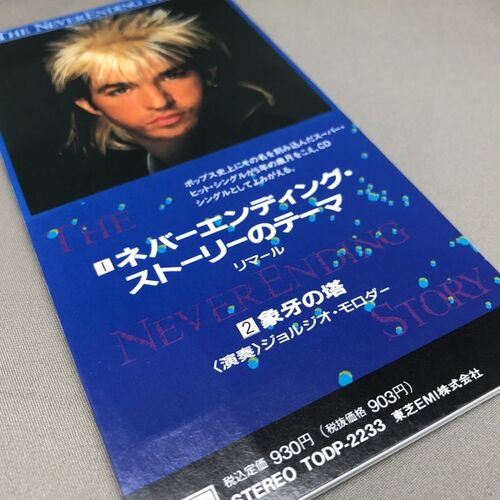 THE NEVERENDING
ポップス史上にその名を刻み込んだスーパー・
ヒット・シングルが5年の歳月をこえ、CD
シングルとしてよみがえる。
1 ネバーエンディング・
ストーリーのテーマ
リマール
2 象牙の塔
〈演奏〉ジョルジオ・モロダー
THE
NEVERENDING
STORY
税込定価 930円 (税抜価格 903円)
STEREO TODP-2233 東芝EMI株式会社